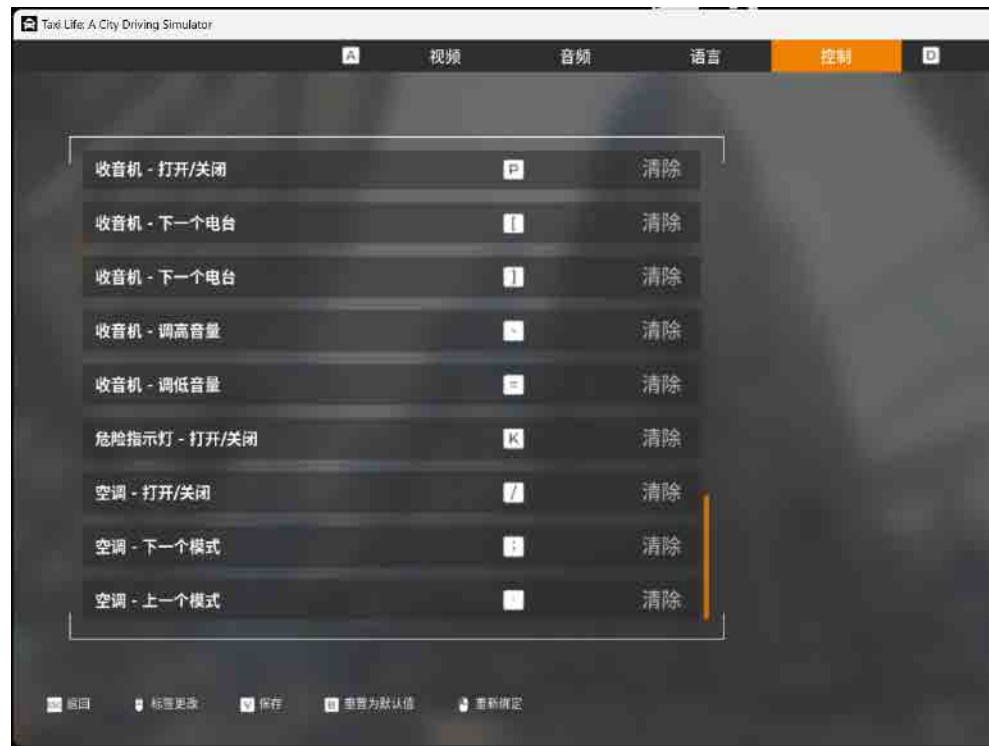 Taxi Life: A City Driving Simulator
A 视频 音频 语言 控制 D
收音机 - 打开/关闭 P 清除
收音机 - 下一个电台 [ 清除
收音机 - 下一个电台 ] 清除
收音机 - 调高音量 - 清除
收音机 - 调低音量 = 清除
危险指示灯 - 打开/关闭 K 清除
空调 - 打开/关闭 / 清除
空调 - 下一个模式 ; 清除
空调 - 上一个模式 ' 清除
返回 标签更改 V 保存 重置为默认值 重新绑定